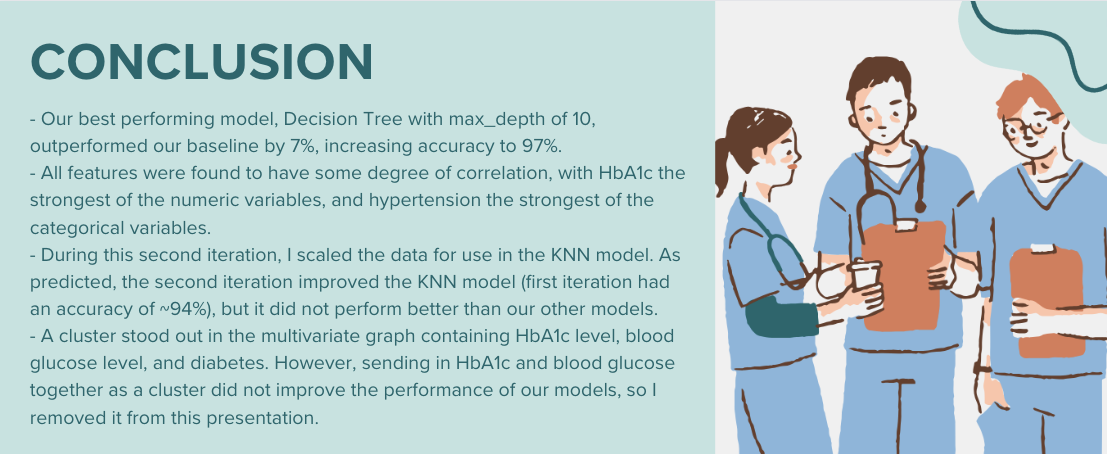 CONCLUSION
- Our best performing model, Decision Tree with max_depth of 10,
outperformed our baseline by 7%, increasing accuracy to 97%.
- All features were found to have some degree of correlation, with HbA1c the
strongest of the numeric variables, and hypertension the strongest of the
categorical variables.
- During this second iteration, I scaled the data for use in the KNN model. As
predicted, the second iteration improved the KNN model (first iteration had
an accuracy of ~94%), but it did not perform better than our other models.
- A cluster stood out in the multivariate graph containing HbA1c level, blood
glucose level, and diabetes. However, sending in HbA1c and blood glucose
together as a cluster did not improve the performance of our models, so I
removed it from this presentation.